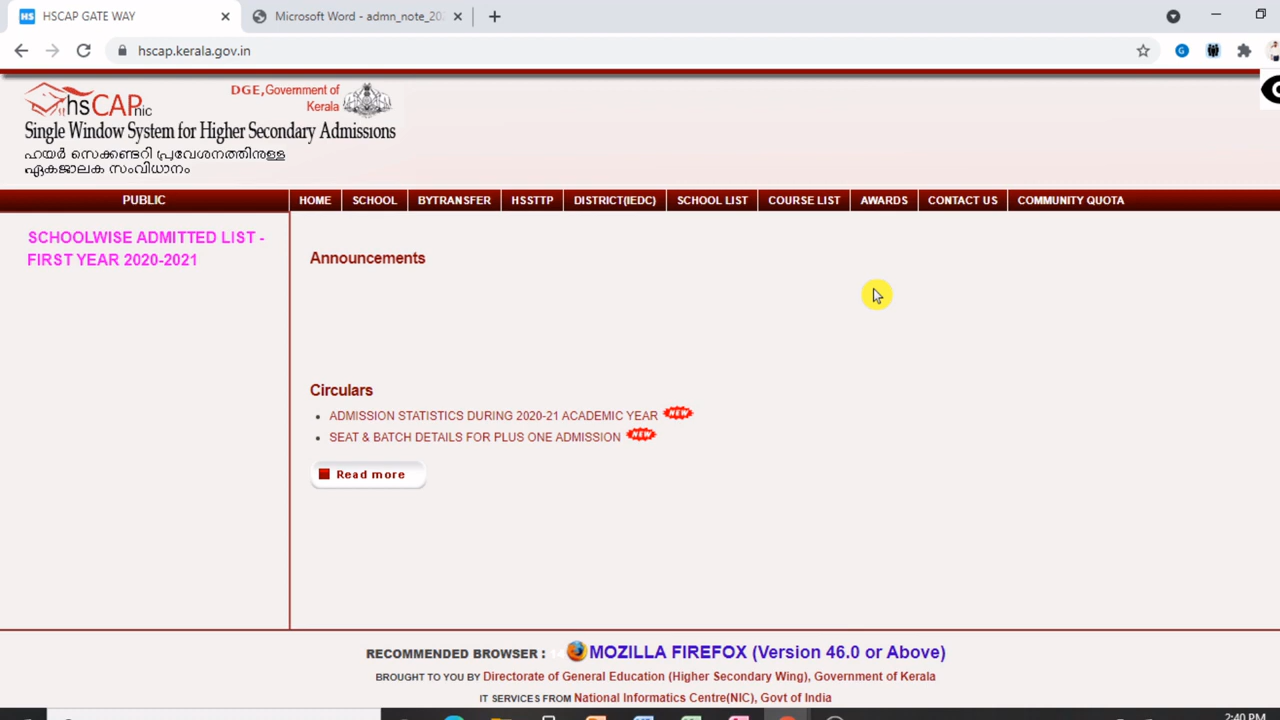 HSCAP GATE WAY
Microsoft Word - admn_note_20
hscap.kerala.gov.in
hsCAPnic
DGE,Government of
Kerala
Single Window System for Higher Secondary Admissions
ഹയർ സെക്കണ്ടറി പ്രവേശനത്തിനുള്ള
ഏകജാലക സംവിധാനം
PUBLIC
HOME
SCHOOL
BYTRANSFER
HSSTTP
DISTRICT(IEDC)
SCHOOL LIST
COURSE LIST
AWARDS
CONTACT US
COMMUNITY QUOTA
SCHOOLWISE ADMITTED LIST -
FIRST YEAR 2020-2021
Announcements
Circulars
ADMISSION STATISTICS DURING 2020-21 ACADEMIC YEAR NEW
SEAT & BATCH DETAILS FOR PLUS ONE ADMISSION NEW
Read more
RECOMMENDED BROWSER : MOZILLA FIREFOX (Version 46.0 or Above)
BROUGHT TO YOU BY Directorate of General Education (Higher Secondary Wing), Government of Kerala
IT SERVICES FROM National Informatics Centre(NIC), Govt of India
2:40 PM